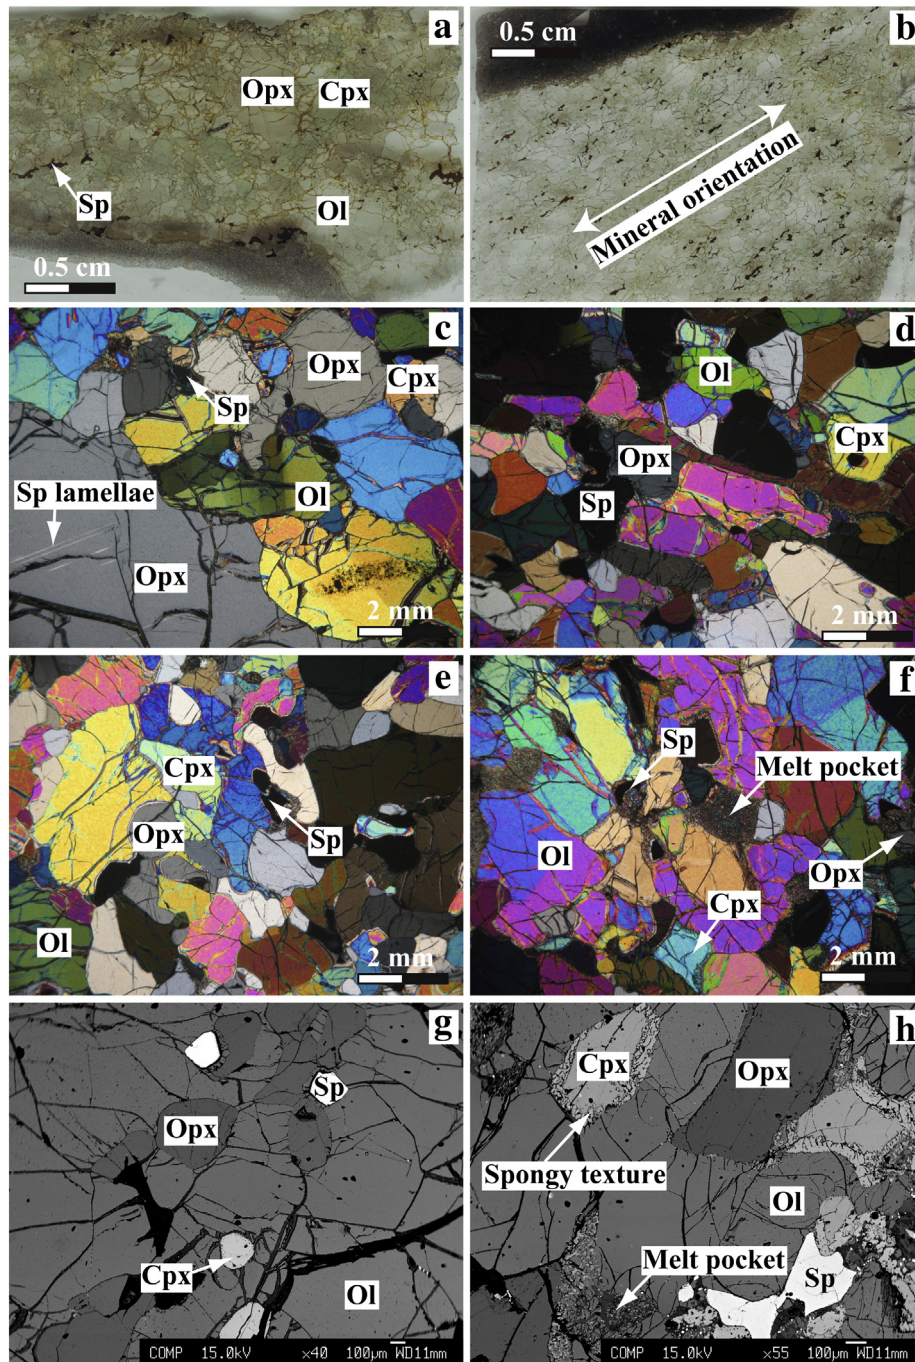 a
Opx Cpx
Sp
Ol
0.5 cm
b
0.5 cm
Mineral orientation
c
Opx
Cpx
Sp
Sp lamellae
Ol
Opx
2 mm
d
Ol
Cpx
Opx
Sp
2 mm
e
Cpx
Opx
Sp
Ol
2 mm
f
Sp
Melt pocket
Ol
Opx
Cpx
2 mm
g
Sp
Opx
Cpx
Ol
COMP 15.0kV x40 100μm WD11mm
h
Cpx
Opx
Spongy texture
Ol
Melt pocket
Sp
COMP 15.0kV x55 100μm WD11mm